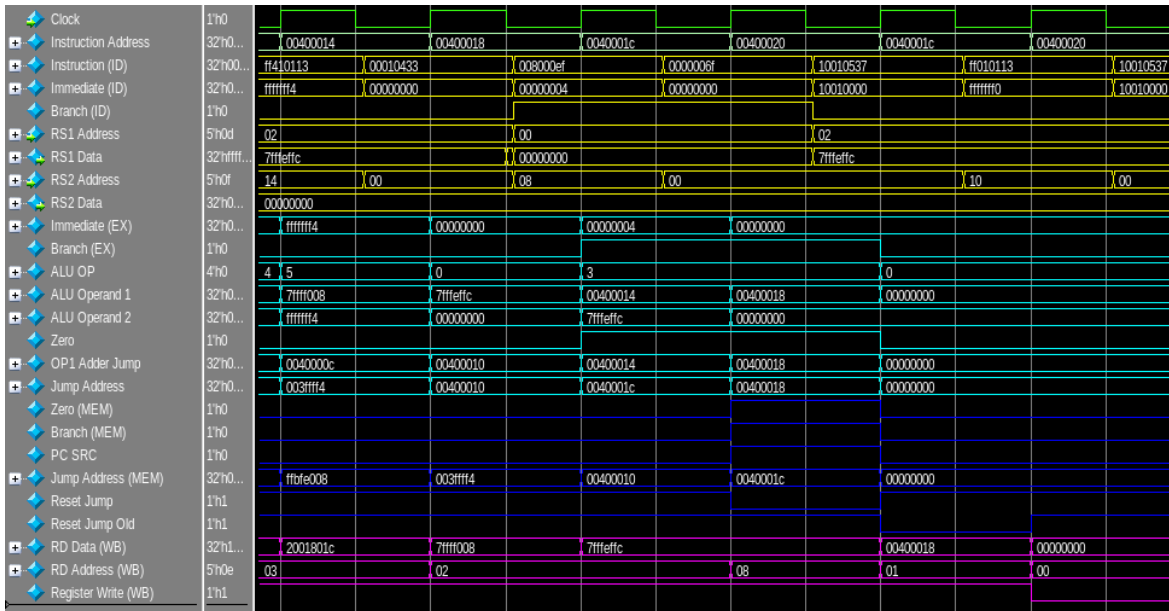 Clock 1'h0
Instruction Address 32'h0... 00400014 00400018 0040001c 00400020 0040001c 00400020
Instruction (ID) 32'h00... ff410113 00010433 008000ef 0000006f 10010537 ff010113 10010537
Immediate (ID) 32'h0... fffffff4 00000000 00000004 00000000 10010000 fffffff0 10010000
Branch (ID) 1'h0
RS1 Address 5'h0d 02 00 02
RS1 Data 32'hffff... 7fffeffc 00000000 7fffeffc
RS2 Address 5'h0f 14 00 08 00 10 00
RS2 Data 32'h0... 00000000
Immediate (EX) 32'h0... fffffff4 00000000 00000004 00000000
Branch (EX) 1'h0
ALU OP 4'h0 4 5 0 3 0
ALU Operand 1 32'h0... 7ffff008 7fffeffc 00400014 00400018 00000000
ALU Operand 2 32'h0... fffffff4 00000000 7fffeffc 00000000
Zero 1'h0
OP1 Adder Jump 32'h0... 0040000c 00400010 00400014 00400018 00000000
Jump Address 32'h0... 003ffff4 00400010 0040001c 00400018 00000000
Zero (MEM) 1'h0
Branch (MEM) 1'h0
PC SRC 1'h0
Jump Address (MEM) 32'h0... ffbfe008 003ffff4 00400010 0040001c 00000000
Reset Jump 1'h1
Reset Jump Old 1'h1
RD Data (WB) 32'h1... 2001801c 7ffff008 7fffeffc 00400018 00000000
RD Address (WB) 5'h0e 03 02 08 01 00
Register Write (WB) 1'h1